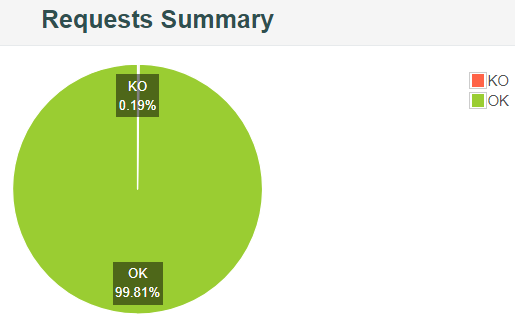 Requests Summary
KO
0.19%
KO
OK
OK
99.81%